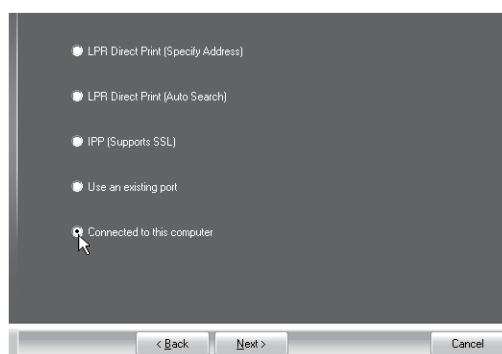 LPR Direct Print (Specify Address)
LPR Direct Print (Auto Search)
IPP (Supports SSL)
Use an existing port
Connected to this computer
< Back Next > Cancel